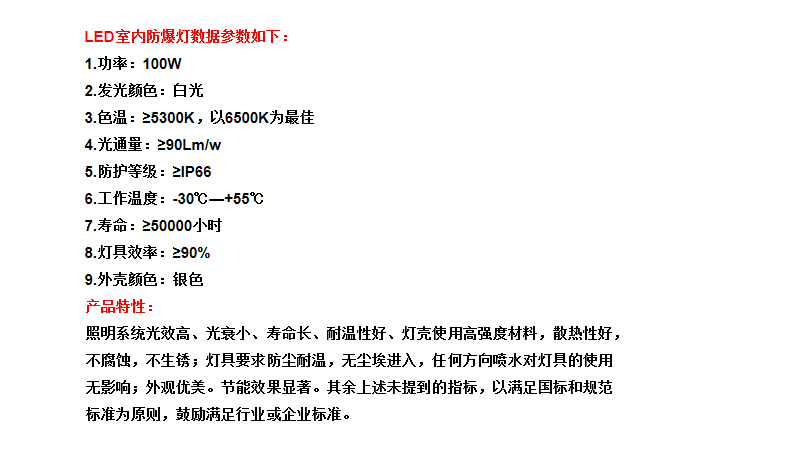 LED室内防爆灯数据参数如下：
1.功率：100W
2.发光颜色：白光
3.色温：≥5300K，以6500K为最佳
4.光通量：≥90Lm/w
5.防护等级：≥IP66
6.工作温度：-30℃—+55℃
7.寿命：≥50000小时
8.灯具效率：≥90%
9.外壳颜色：银色
产品特性：
照明系统光效高、光衰小、寿命长、耐温性好、灯壳使用高强度材料，散热性好，
不腐蚀，不生锈；灯具要求防尘耐温，无尘埃进入，任何方向喷水对灯具的使用
无影响；外观优美。节能效果显著。其余上述未提到的指标，以满足国标和规范
标准为原则，鼓励满足行业或企业标准。